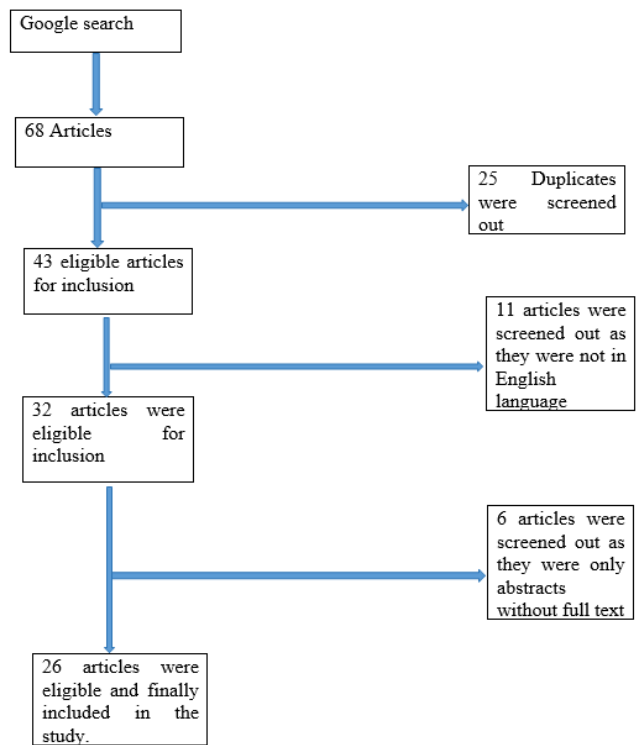 Google search
68 Articles
25 Duplicates
were screened
out
43 eligible articles
for inclusion
11 articles were
screened out as
they were not in
English
language
32 articles were
eligible for
inclusion
6 articles were
screened out as
they were only
abstracts
without full text
26 articles were
eligible and finally
included in the
study.